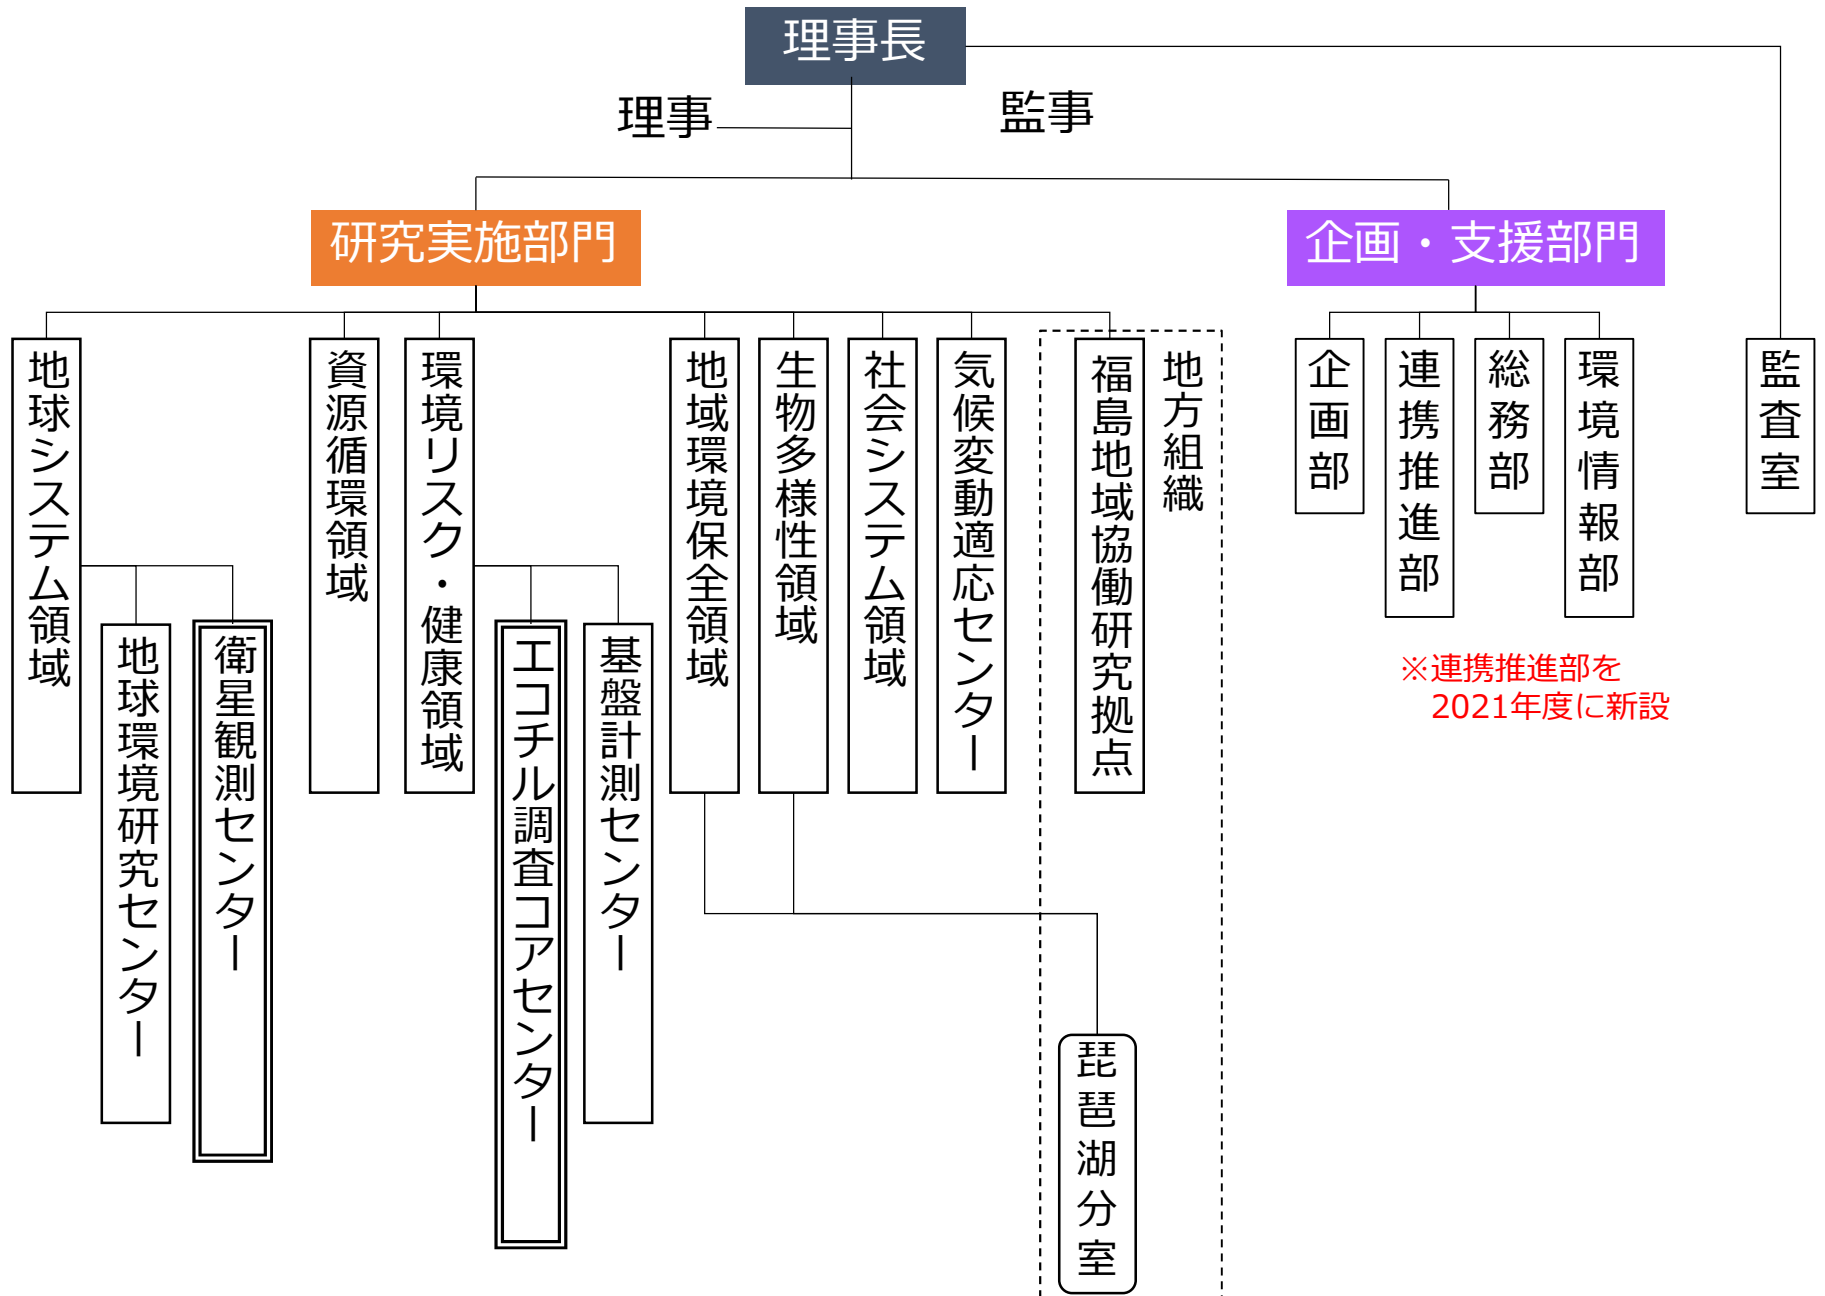 理事長
理事
監事
研究実施部門
企画・支援部門
地球システム領域
資源循環領域
環境リスク・健康領域
地域環境保全領域
生物多様性領域
社会システム領域
気候変動適応センター
福島地域協働研究拠点
地方組織
企画部
連携推進部
総務部
環境情報部
監査室
地球環境研究センター
衛星観測センター
エコチル調査コアセンター
基盤計測センター
※連携推進部を
2021年度に新設
琵琶湖分室